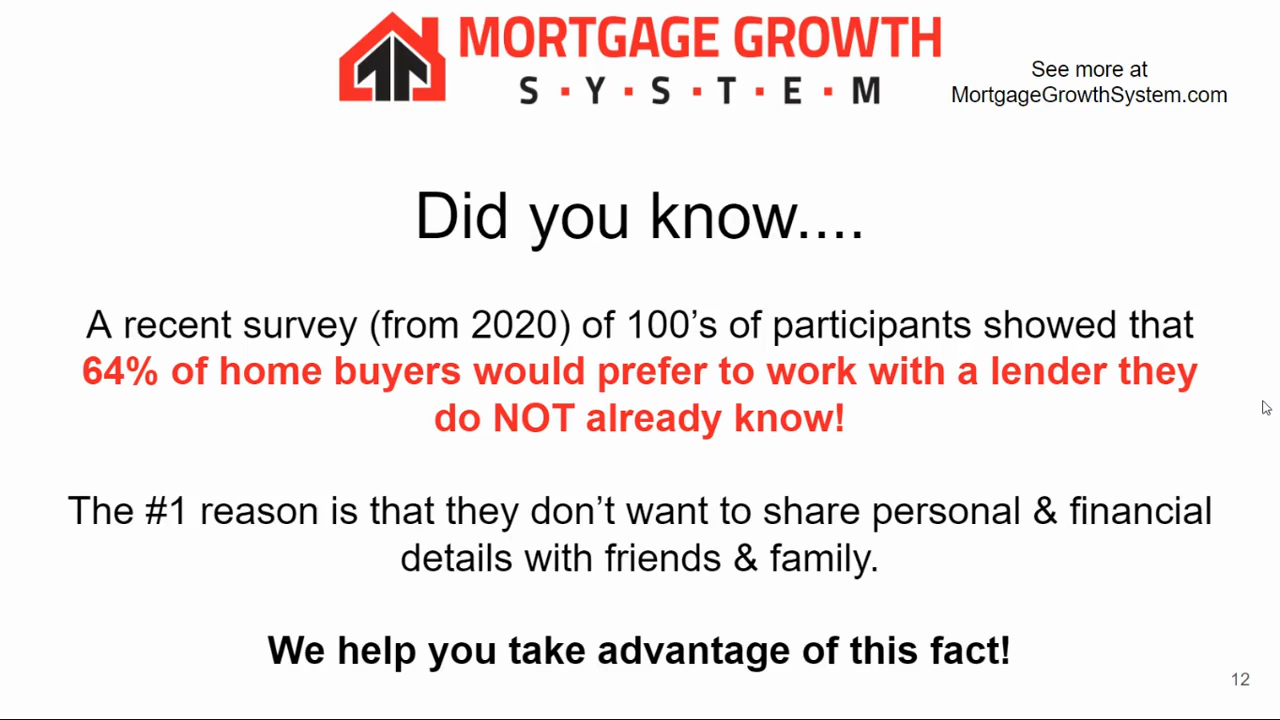 MORTGAGE GROWTH
S·Y·S·T·E·M
See more at
MortgageGrowthSystem.com
Did you know....
A recent survey (from 2020) of 100’s of participants showed that
64% of home buyers would prefer to work with a lender they
do NOT already know!
The #1 reason is that they don’t want to share personal & financial
details with friends & family.
We help you take advantage of this fact!
12